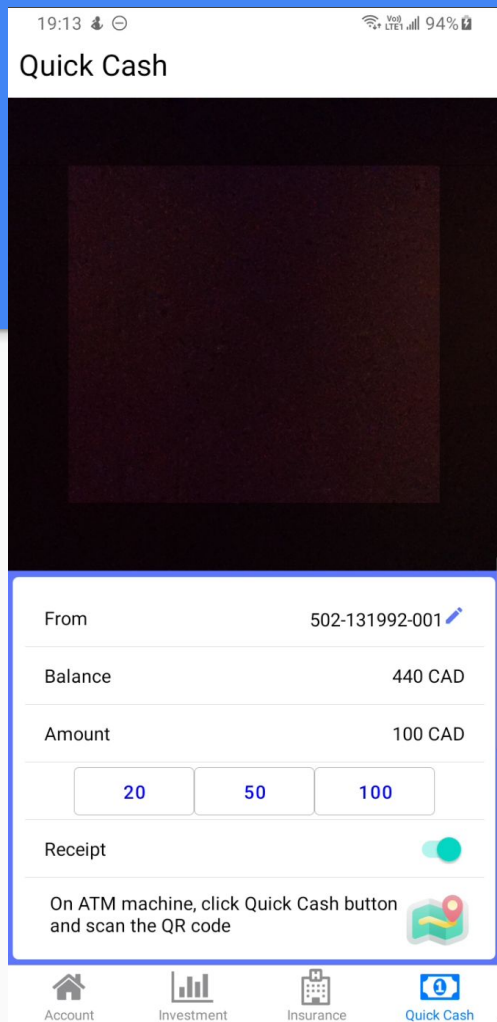 19:13 94%
Quick Cash
From 502-131992-001
Balance 440 CAD
Amount 100 CAD
20 50 100
Receipt
On ATM machine, click Quick Cash button
and scan the QR code
Account Investment Insurance Quick Cash